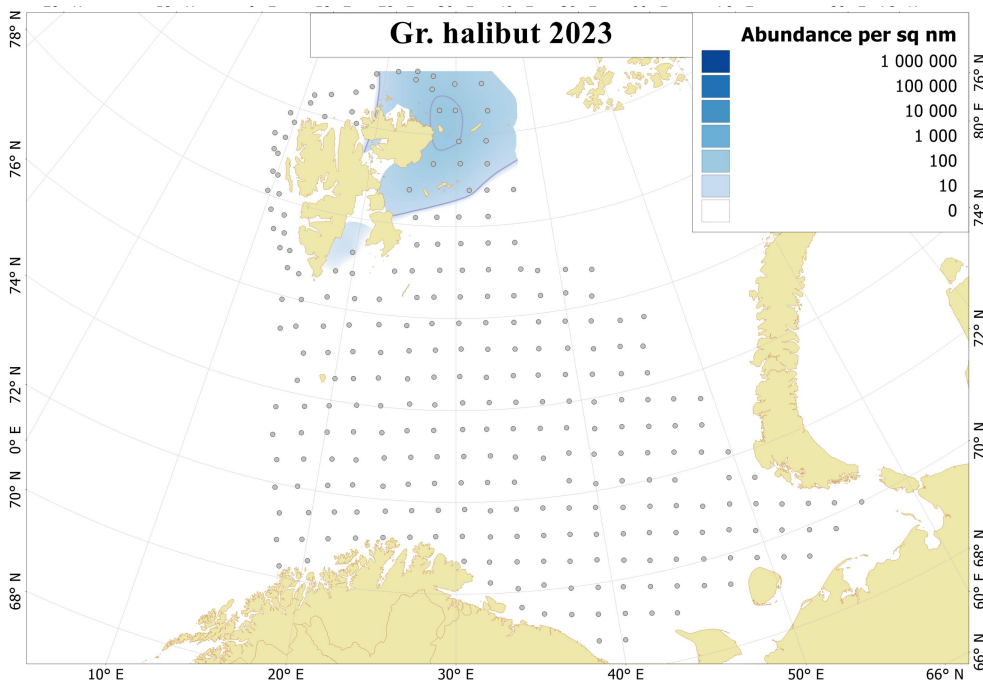 Gr. halibut 2023
Abundance per sq nm
1 000 000
100 000
10 000
1 000
100
10
0
78° N
76° N
74° N
72° N
0° E
70° N
68° N
76° N
80° E
74° N
72° N
70° N
68° N
60° E
66° N
10° E
20° E
30° E
40° E
50° E
66° N